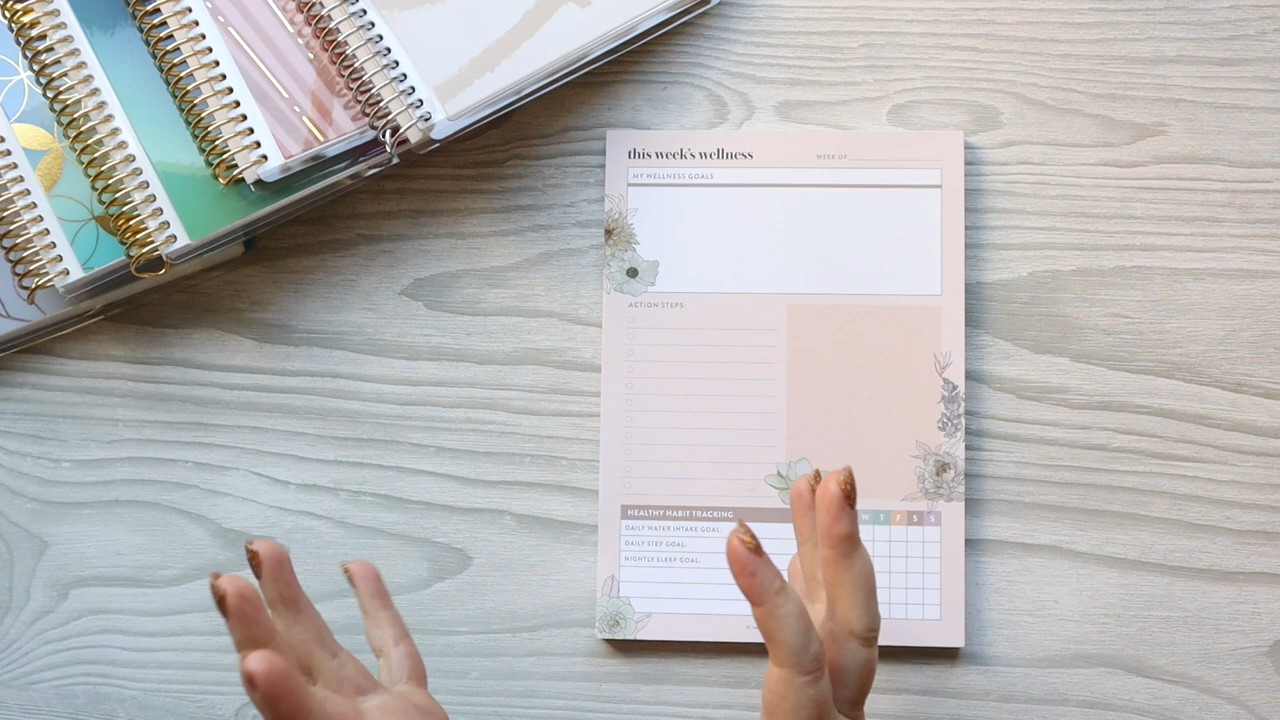 this week's wellness WEEK OF
MY WELLNESS GOALS
ACTION STEPS:
HEALTHY HABIT TRACKING W T F S S
DAILY WATER INTAKE GOAL:
DAILY STEP GOAL:
NIGHTLY SLEEP GOAL: